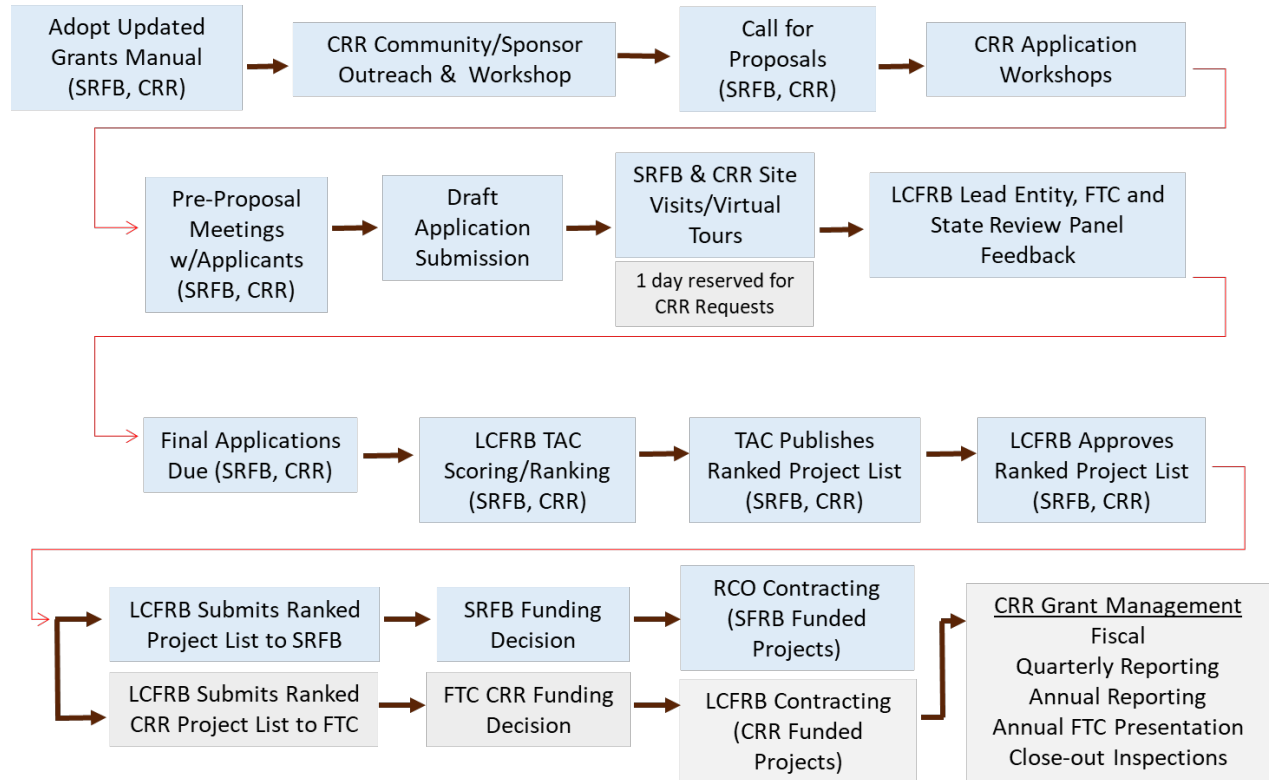 Adopt Updated
Grants Manual
(SRFB, CRR)
CRR Community/Sponsor
Outreach & Workshop
Call for
Proposals
(SRFB, CRR)
CRR Application
Workshops
Pre-Proposal
Meetings
w/Applicants
(SRFB, CRR)
Draft
Application
Submission
SRFB & CRR Site
Visits/Virtual
Tours
1 day reserved for
CRR Requests
LCFRB Lead Entity, FTC and
State Review Panel
Feedback
Final Applications
Due (SRFB, CRR)
LCFRB TAC
Scoring/Ranking
(SRFB, CRR)
TAC Publishes
Ranked Project List
(SRFB, CRR)
LCFRB Approves
Ranked Project List
(SRFB, CRR)
LCFRB Submits Ranked
Project List to SRFB
SRFB Funding
Decision
RCO Contracting
(SFRB Funded
Projects)
LCFRB Submits Ranked
CRR Project List to FTC
FTC CRR Funding
Decision
LCFRB Contracting
(CRR Funded
Projects)
CRR Grant Management
Fiscal
Quarterly Reporting
Annual Reporting
Annual FTC Presentation
Close-out Inspections